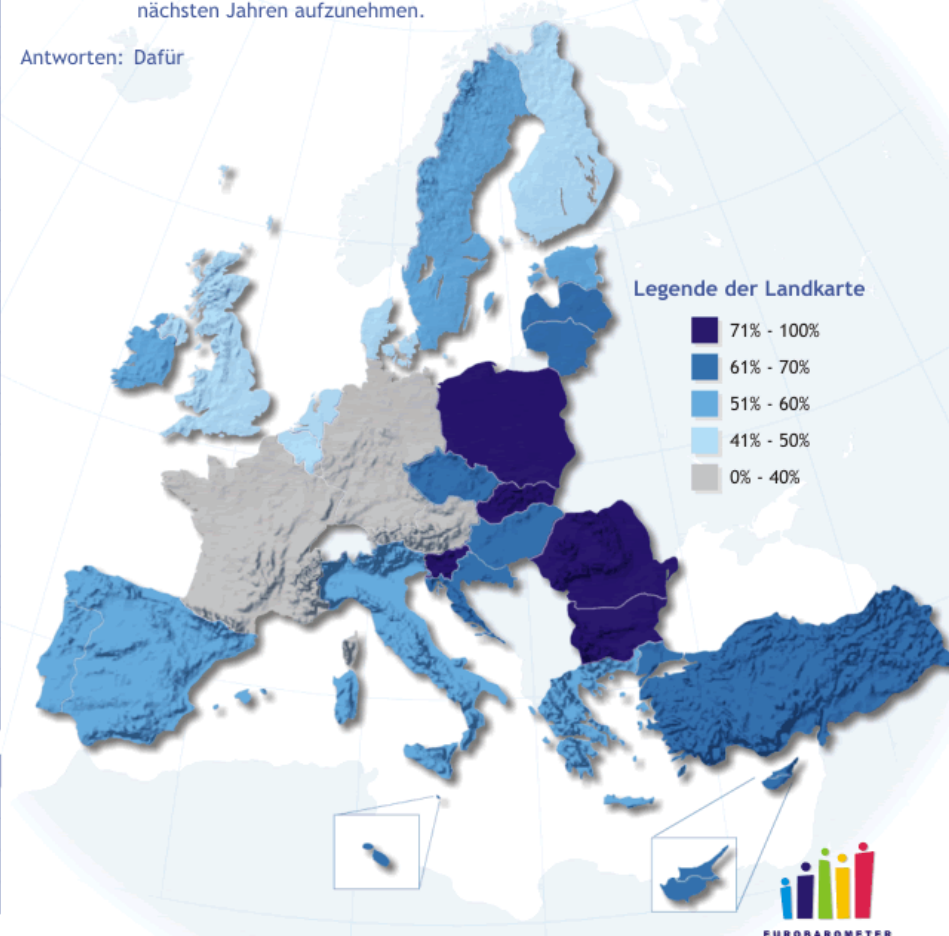 nächsten Jahren aufzunehmen.
Antworten: Dafür
Legende der Landkarte
71% - 100%
61% - 70%
51% - 60%
41% - 50%
0% - 40%
EUROBAROMETER